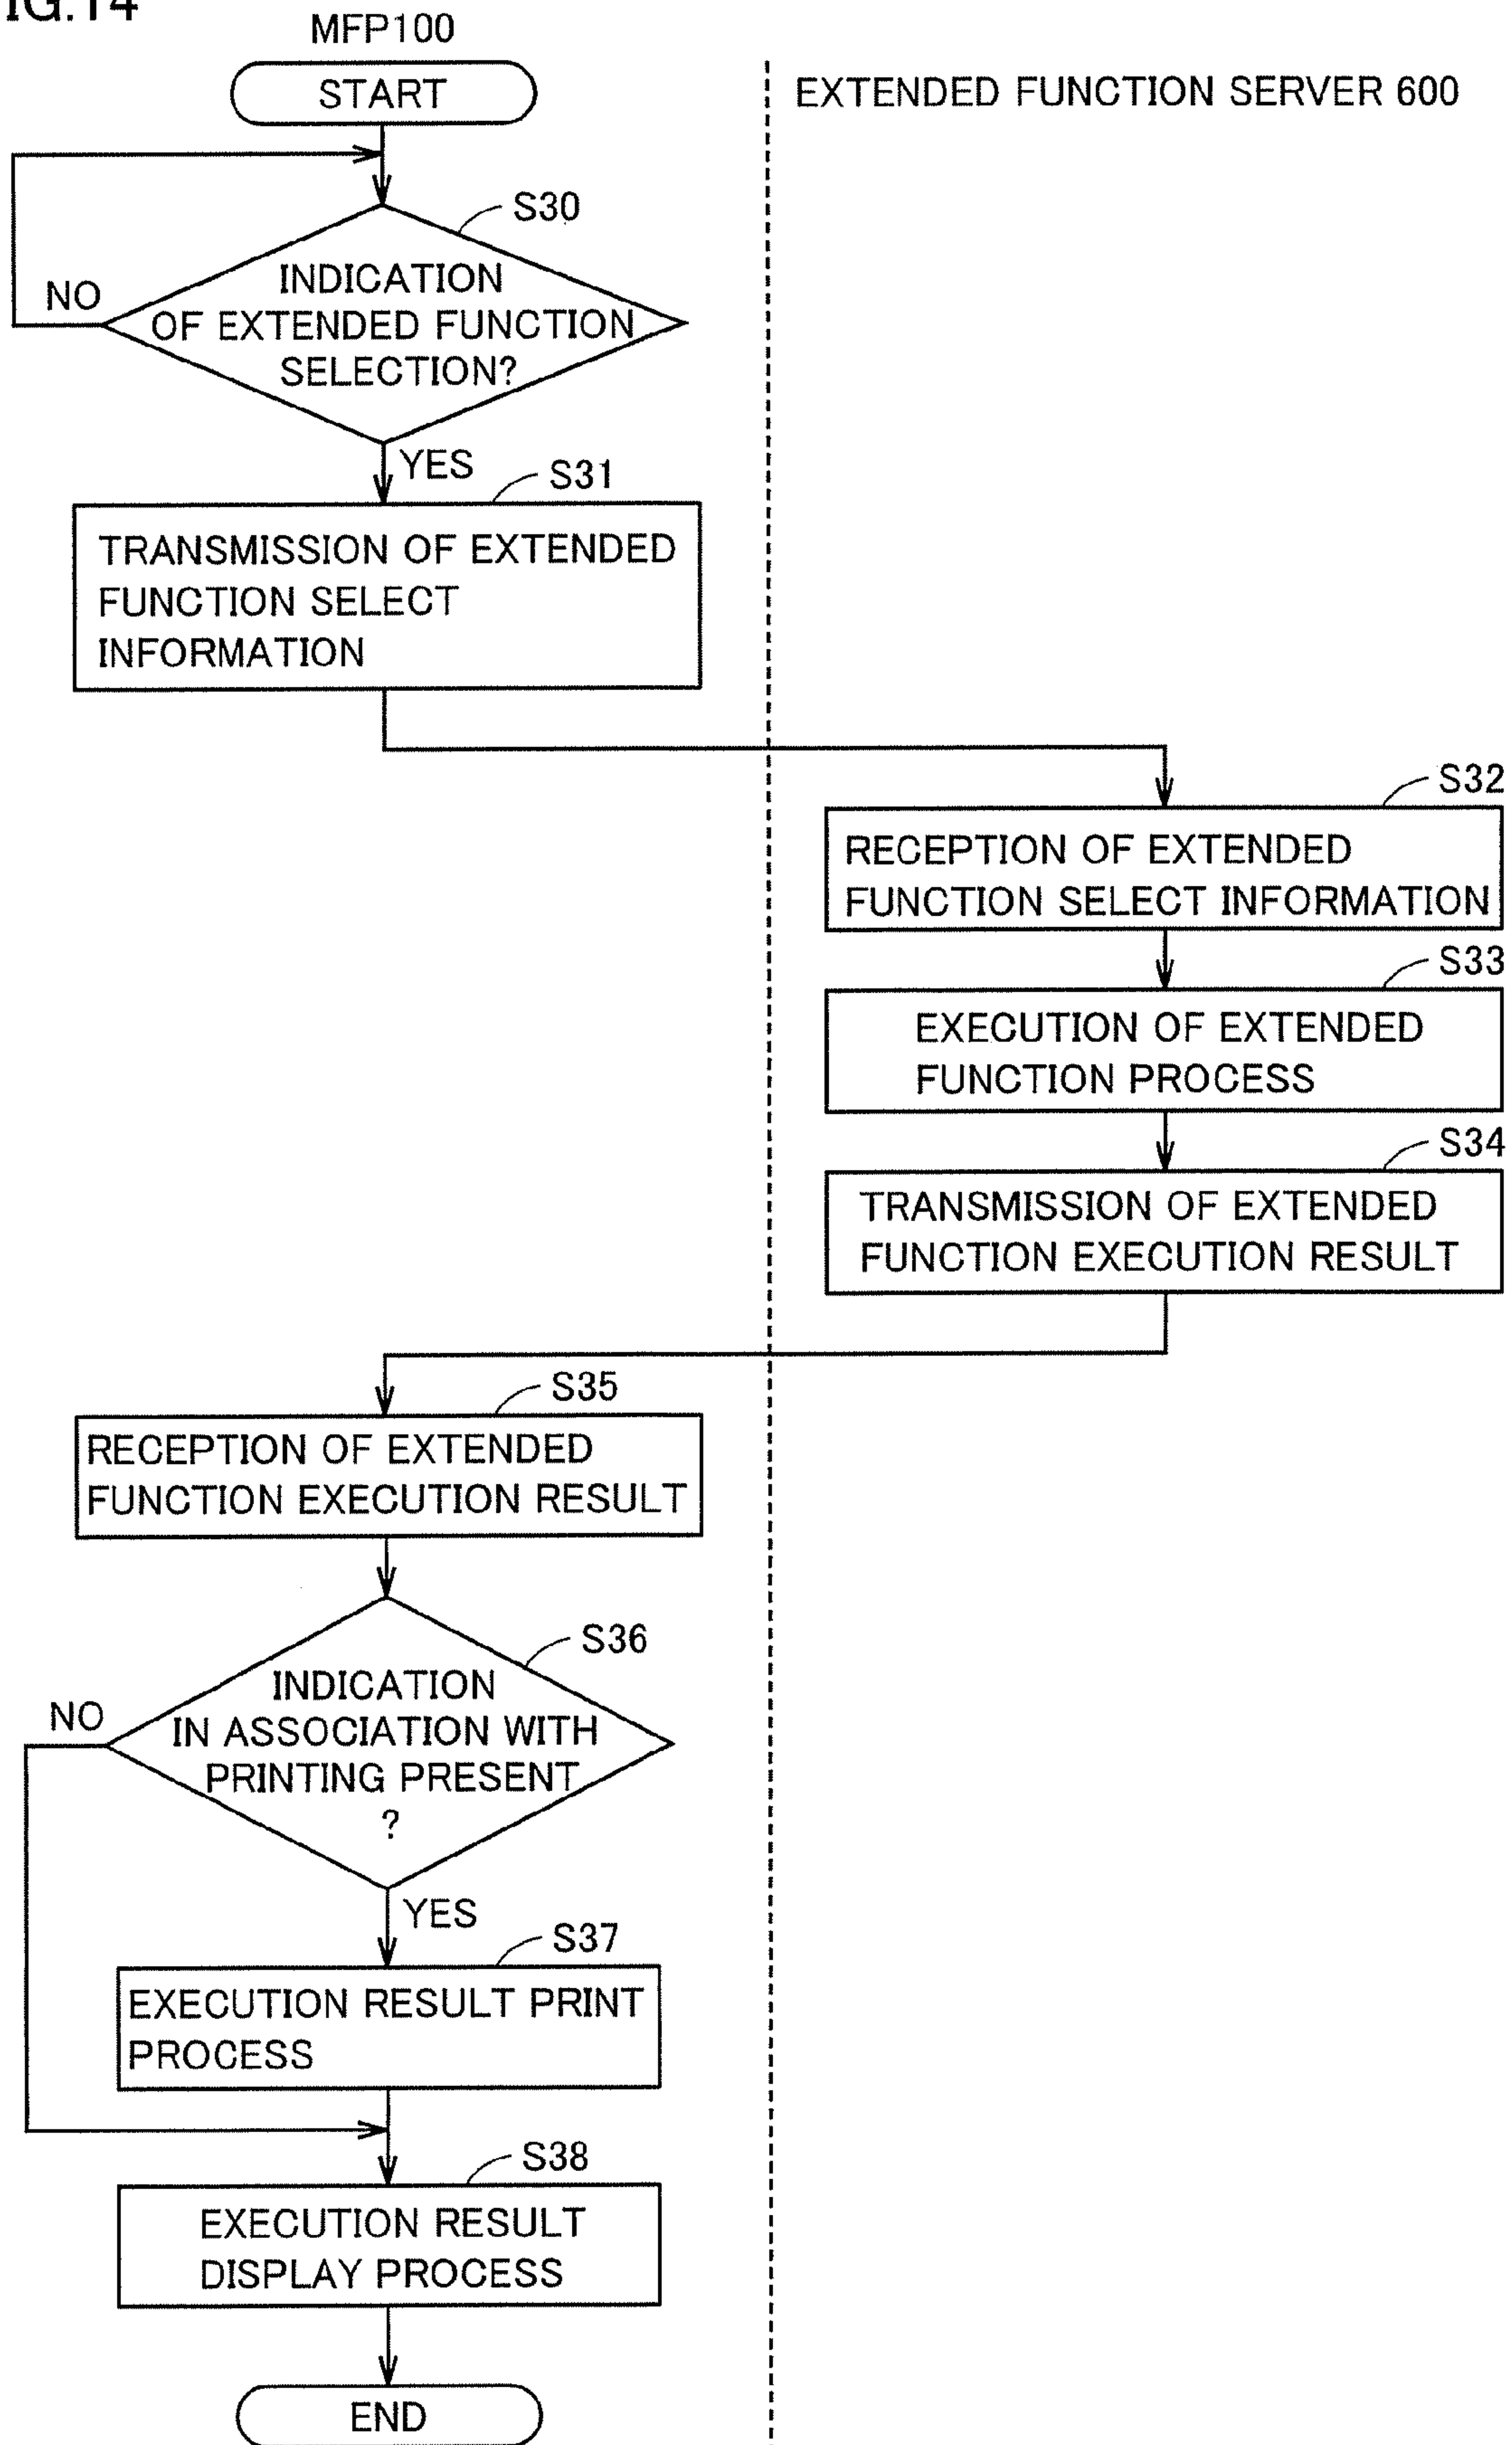 IG.14
MFP100
START
EXTENDED FUNCTION SERVER 600
S30
INDICATION
OF EXTENDED FUNCTION
SELECTION?
NO
YES
S31
TRANSMISSION OF EXTENDED
FUNCTION SELECT
INFORMATION
S32
RECEPTION OF EXTENDED
FUNCTION SELECT INFORMATION
S33
EXECUTION OF EXTENDED
FUNCTION PROCESS
S34
TRANSMISSION OF EXTENDED
FUNCTION EXECUTION RESULT
S35
RECEPTION OF EXTENDED
FUNCTION EXECUTION RESULT
S36
INDICATION
IN ASSOCIATION WITH
PRINTING PRESENT
?
NO
YES
S37
EXECUTION RESULT PRINT
PROCESS
S38
EXECUTION RESULT
DISPLAY PROCESS
END